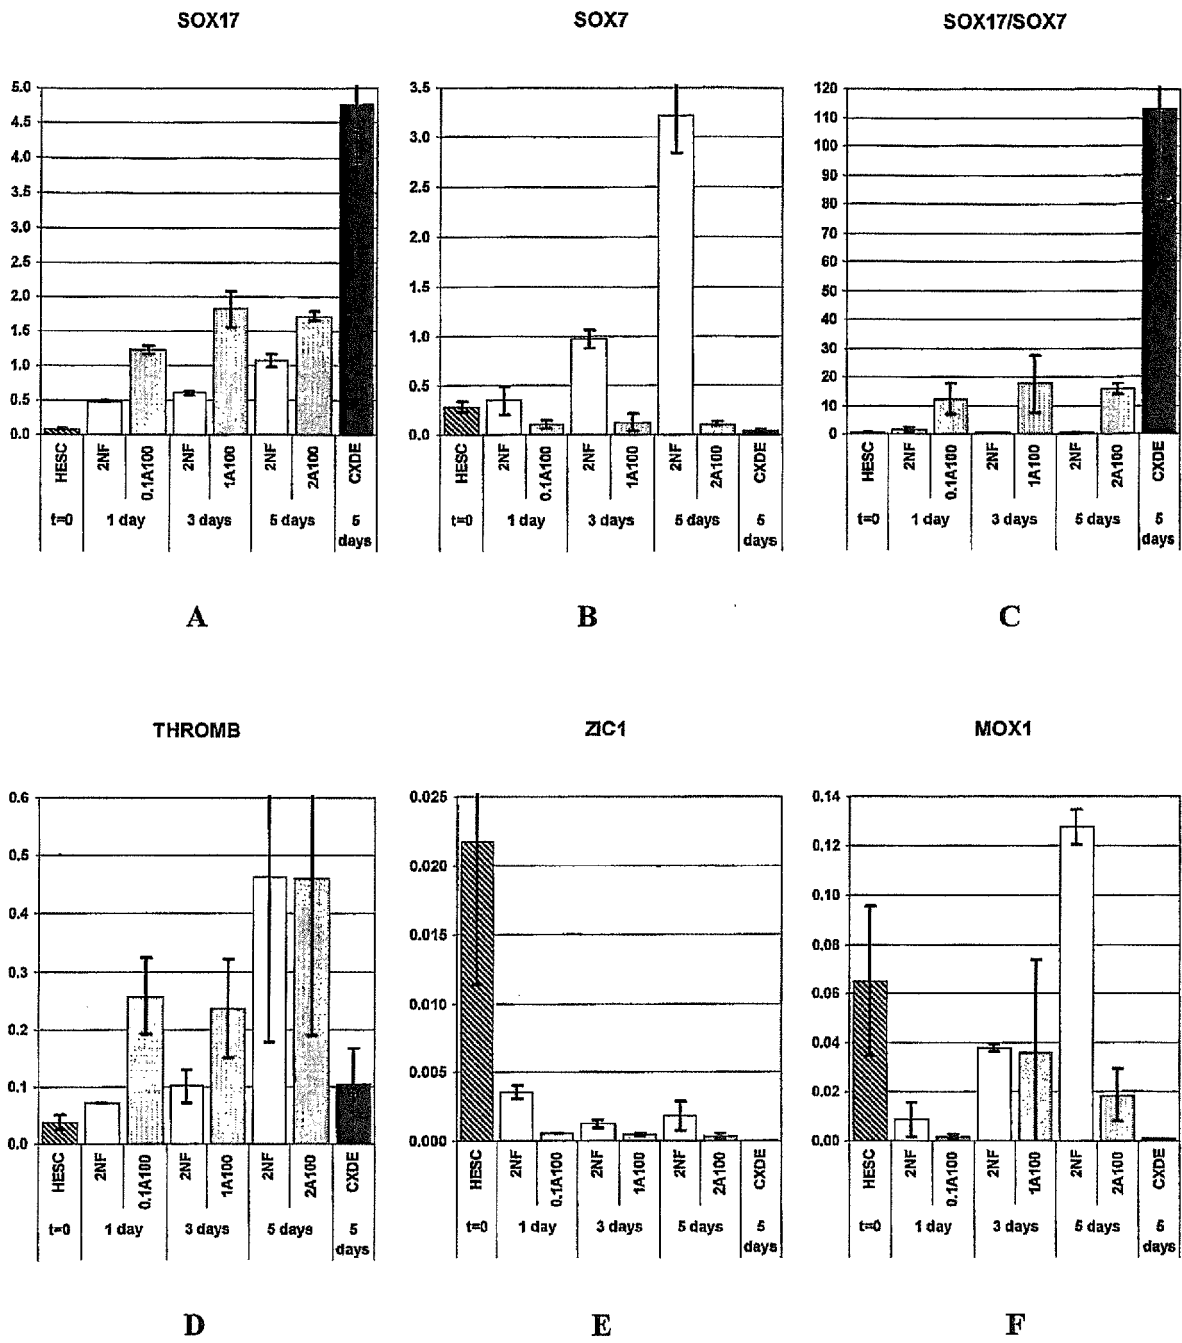 SOX17
5.0
4.5
4.0
3.5
3.0
2.5
2.0
1.5
1.0
0.5
0.0
HESC 2NF 0.1A100 2NF 1A100 2NF 2A100 CXDE
t=0 1 day 3 days 5 days 5
days
A
SOX7
3.5
3.0
2.5
2.0
1.5
1.0
0.5
0.0
HESC 2NF 0.1A100 2NF 1A100 2NF 2A100 CXDE
t=0 1 day 3 days 5 days 5
days
B
SOX17/SOX7
120
110
100
90
80
70
60
50
40
30
20
10
0
HESC 2NF 0.1A100 2NF 1A100 2NF 2A100 CXDE
t=0 1 day 3 days 5 days 5
days
C
THROMB
0.6
0.5
0.4
0.3
0.2
0.1
0.0
HESC 2NF 0.1A100 2NF 1A100 2NF 2A100 CXDE
t=0 1 day 3 days 5 days 5
days
D
ZIC1
0.025
0.020
0.015
0.010
0.005
0.000
HESC 2NF 0.1A100 2NF 1A100 2NF 2A100 CXDE
t=0 1 day 3 days 5 days 5
days
E
MOX1
0.14
0.12
0.10
0.08
0.06
0.04
0.02
0.00
HESC 2NF 0.1A100 2NF 1A100 2NF 2A100 CXDE
t=0 1 day 3 days 5 days 5
days
F